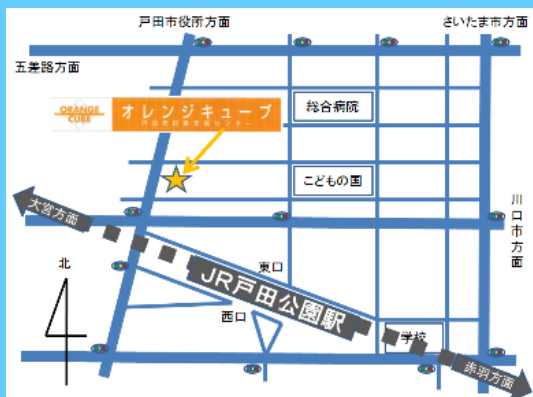 戸田市役所方面
さいたま市方面
五差路方面
ORANGE
CUBE
オレンジキューブ
総合病院
こどもの国
大宮方面
川口市方面
北
東口
JR戸田公園駅
西口
学校
赤羽方面